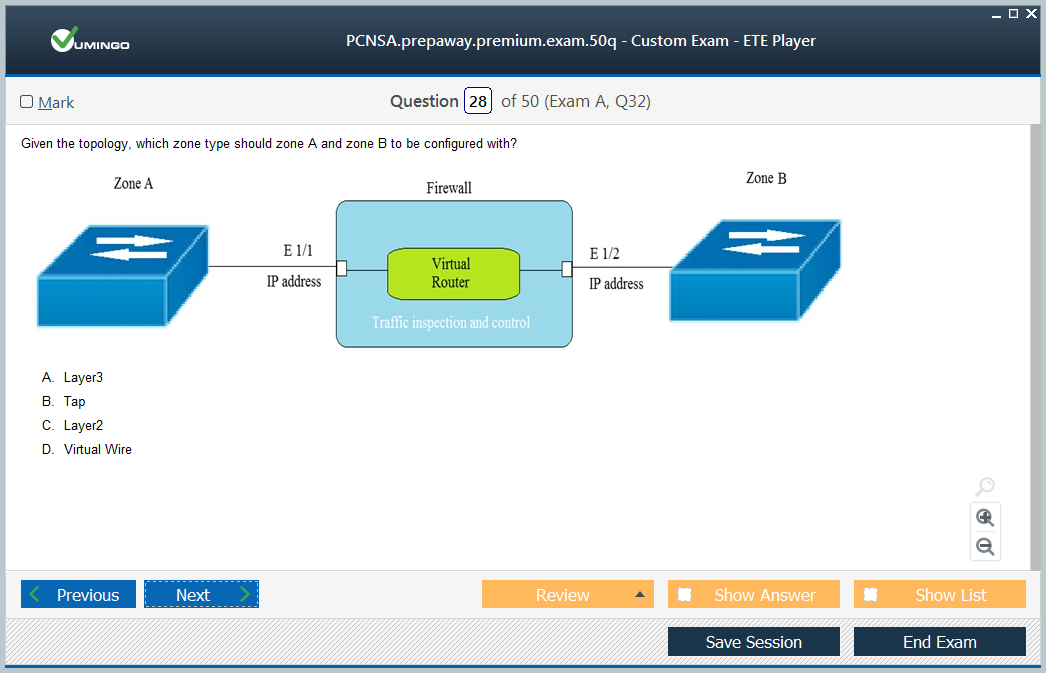 VUMINGO
PCNSA.prepaway.premium.exam.50q - Custom Exam - ETE Player
Mark
Question 28 of 50 (Exam A, Q32)
Given the topology, which zone type should zone A and zone B to be configured with?
Zone A
Firewall
Zone B
E 1/1
IP address
Virtual
Router
E 1/2
IP address
Traffic inspection and control
A. Layer3
B. Tap
C. Layer2
D. Virtual Wire
Previous
Next
Review
Show Answer
Show List
Save Session
End Exam